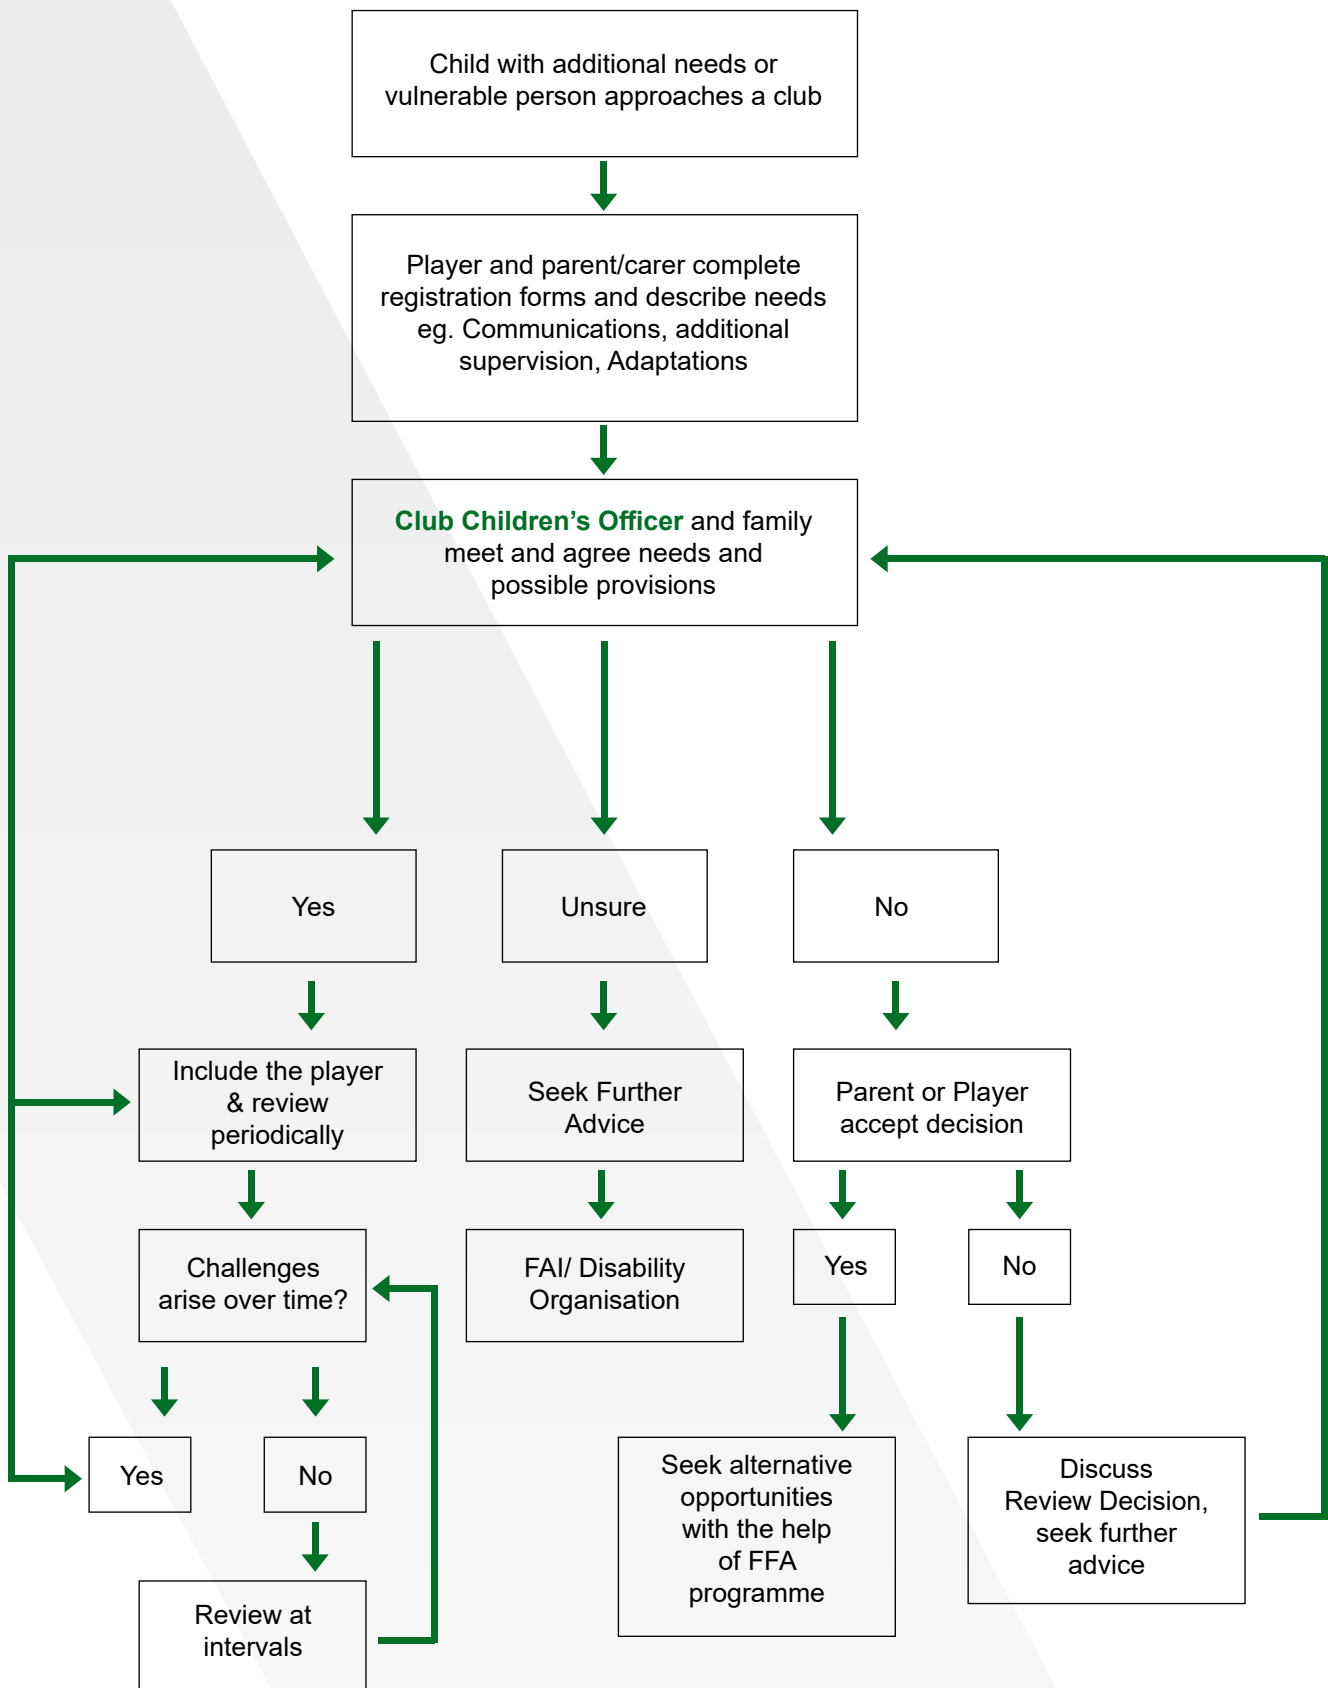 Child with additional needs or
vulnerable person approaches a club
Player and parent/carer complete
registration forms and describe needs
eg. Communications, additional
supervision, Adaptations
Club Children’s Officer and family
meet and agree needs and
possible provisions
Yes
Unsure
No
Include the player
& review
periodically
Seek Further
Advice
Parent or Player
accept decision
Challenges
arise over time?
FAI/ Disability
Organisation
Yes
No
Yes
No
Seek alternative
opportunities
with the help
of FFA
programme
Discuss
Review Decision,
seek further
advice
Review at
intervals